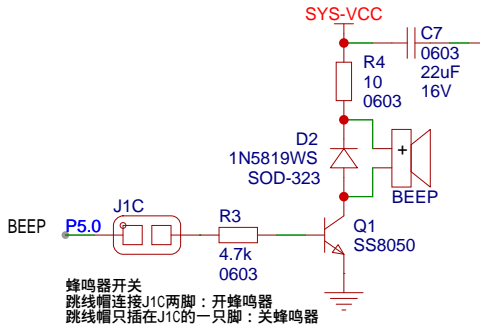 SYS-VCC
C7
0603
22uF
16V
R4
10
0603
D2
1N5819WS
SOD-323
+
BEEP
J1C
BEEP
P5.0
R3
4.7k
0603
Q1
SS8050
蜂鸣器开关
跳线帽连接J1C两脚：开蜂鸣器
跳线帽只插在J1C的一只脚：关蜂鸣器